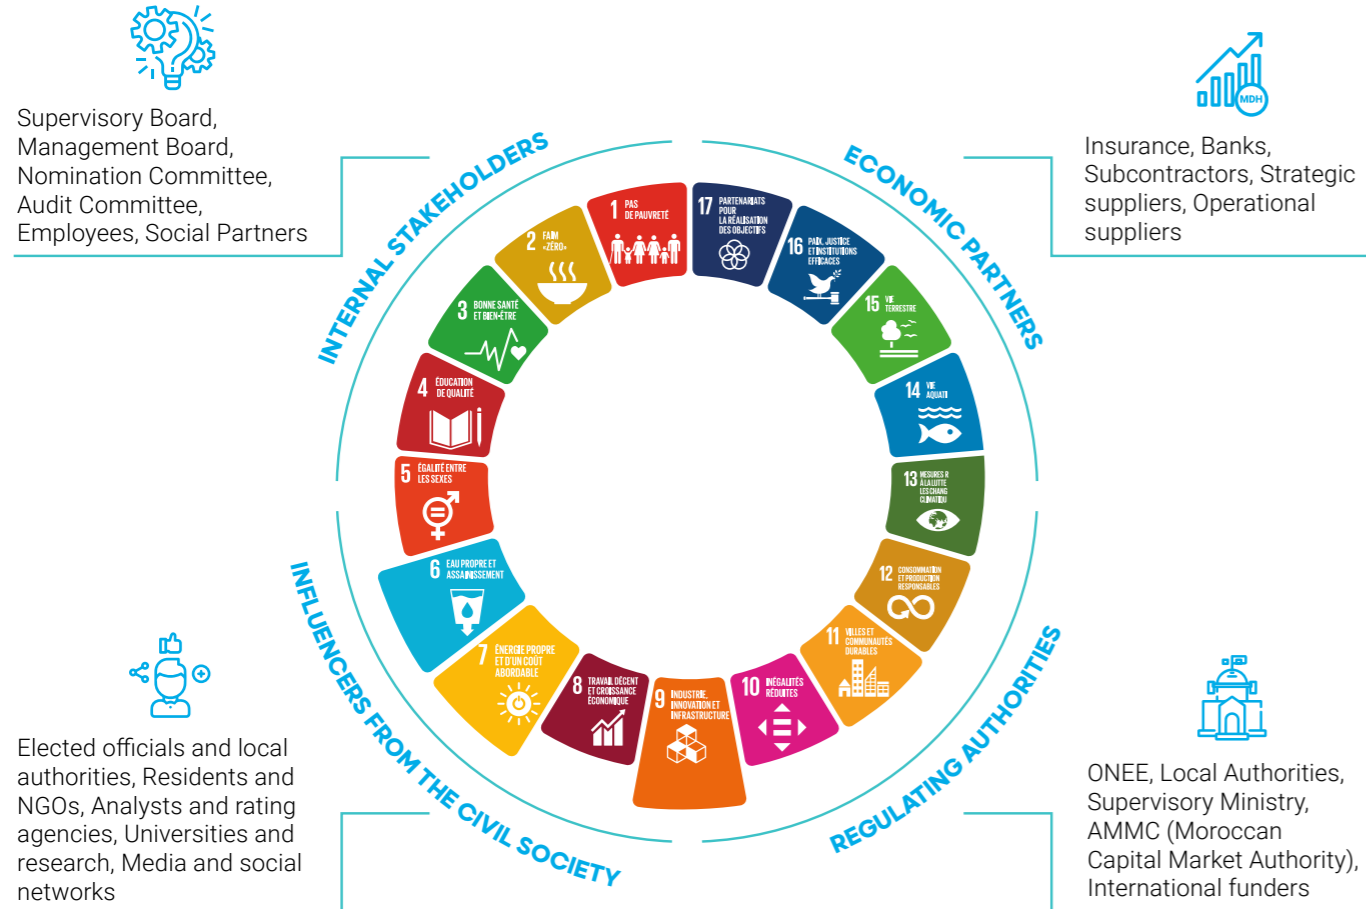 Supervisory Board,
Management Board,
Nomination Committee,
Audit Committee,
Employees, Social Partners
INTERNAL STAKEHOLDERS
MDH
Insurance, Banks,
Subcontractors, Strategic
suppliers, Operational
suppliers
ECONOMIC PARTNERS
1 PAS
DE PAUVRETÉ
2 FAIM
«ZÉRO»
3 BONNE SANTÉ
ET BIEN-ÊTRE
4 ÉDUCATION
DE QUALITÉ
5 ÉGALITÉ ENTRE
LES SEXES
6 EAU PROPRE ET
ASSAINISSEMENT
7 ÉNERGIE PROPRE
ET D'UN COÛT
ABORDABLE
8 TRAVAIL DÉCENT
ET CROISSANCE
ÉCONOMIQUE
9 INDUSTRIE,
INNOVATION ET
INFRASTRUCTURE
10 INÉGALITÉS
RÉDUITES
11 VILLES ET
COMMUNAUTÉS
DURABLES
12 CONSOMMATION
ET PRODUCTION
RESPONSABLES
13 MESURES R
À LA LUTTE
LES CHANG
CLIMATIQU
14 VIE
AQUATI
15 VIE
TERRESTRE
16 PAIX, JUSTICE
ET INSTITUTIONS
EFFICACES
17 PARTENARIATS
POUR
LA RÉALISATION
DES OBJECTIFS
INFLUENCERS FROM THE CIVIL SOCIETY
Elected officials and local
authorities, Residents and
NGOs, Analysts and rating
agencies, Universities and
research, Media and social
networks
REGULATING AUTHORITIES
ONEE, Local Authorities,
Supervisory Ministry,
AMMC (Moroccan
Capital Market Authority),
International funders